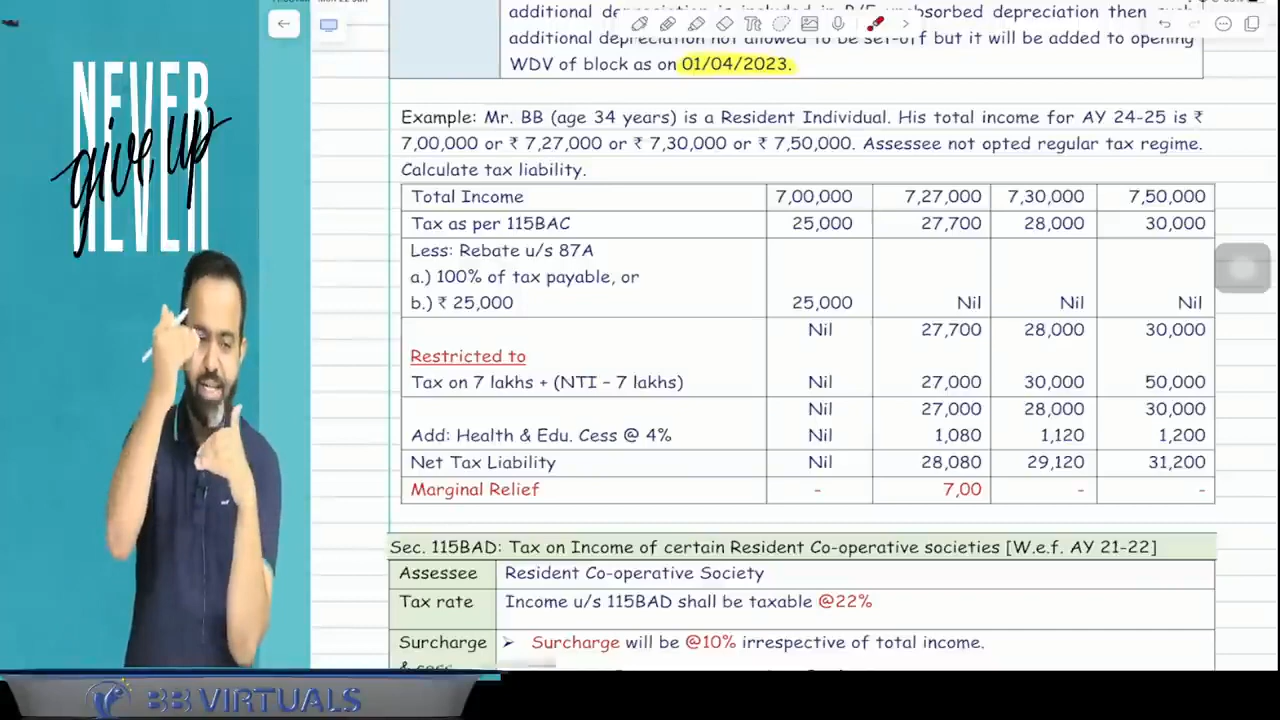 NEVER
give up
NEVER
additional
unabsorbed depreciation then such
additional depreciation not allowed to be set-off but it will be added to opening
WDV of block as on 01/04/2023.
Example: Mr. BB (age 34 years) is a Resident Individual. His total income for AY 24-25 is ₹
7,00,000 or ₹ 7,27,000 or ₹ 7,30,000 or ₹ 7,50,000. Assessee not opted regular tax regime.
Calculate tax liability.
Total Income 7,00,000 7,27,000 7,30,000 7,50,000
Tax as per 115BAC 25,000 27,700 28,000 30,000
Less: Rebate u/s 87A
a.) 100% of tax payable, or
b.) ₹ 25,000 25,000 Nil Nil Nil
Nil 27,700 28,000 30,000
Restricted to
Tax on 7 lakhs + (NTI – 7 lakhs) Nil 27,000 30,000 50,000
Nil 27,000 28,000 30,000
Add: Health & Edu. Cess @ 4% Nil 1,080 1,120 1,200
Net Tax Liability Nil 28,080 29,120 31,200
Marginal Relief - 7,00 - -
Sec. 115BAD: Tax on Income of certain Resident Co-operative societies [W.e.f. AY 21-22]
Assessee Resident Co-operative Society
Tax rate Income u/s 115BAD shall be taxable @22%
Surcharge ➢ Surcharge will be @10% irrespective of total income.
& cess
BB VIRTUALS